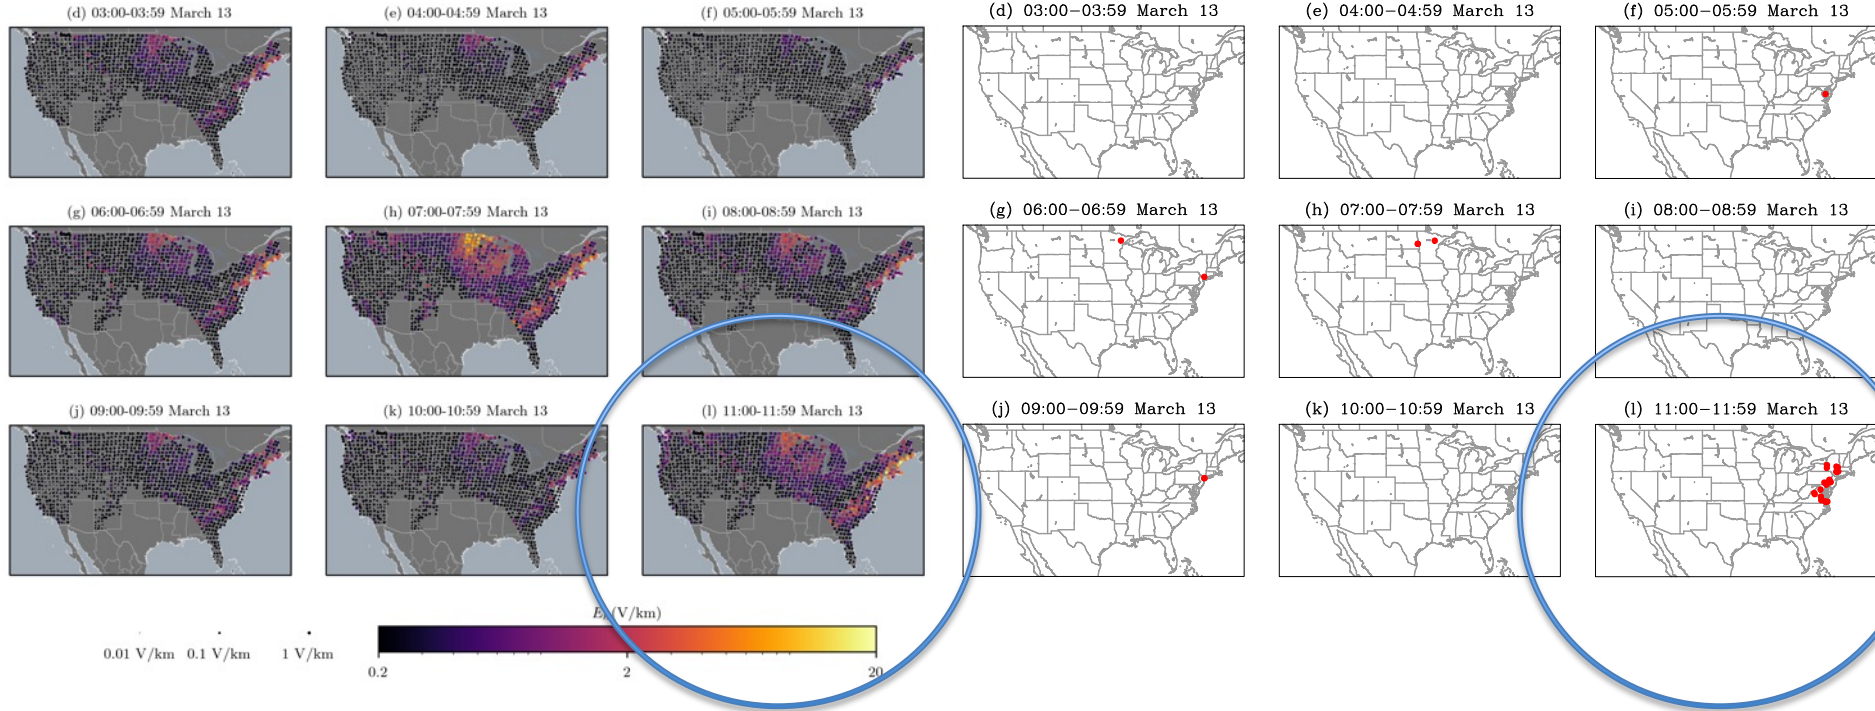 (d) 03:00-03:59 March 13
(e) 04:00-04:59 March 13
(f) 05:00-05:59 March 13
(d) 03:00-03:59 March 13
(e) 04:00-04:59 March 13
(f) 05:00-05:59 March 13
(g) 06:00-06:59 March 13
(h) 07:00-07:59 March 13
(i) 08:00-08:59 March 13
(g) 06:00-06:59 March 13
(h) 07:00-07:59 March 13
(i) 08:00-08:59 March 13
(j) 09:00-09:59 March 13
(k) 10:00-10:59 March 13
(l) 11:00-11:59 March 13
(j) 09:00-09:59 March 13
(k) 10:00-10:59 March 13
(l) 11:00-11:59 March 13
(V/km)
0.01 V/km 0.1 V/km 1 V/km
0.2 2 20